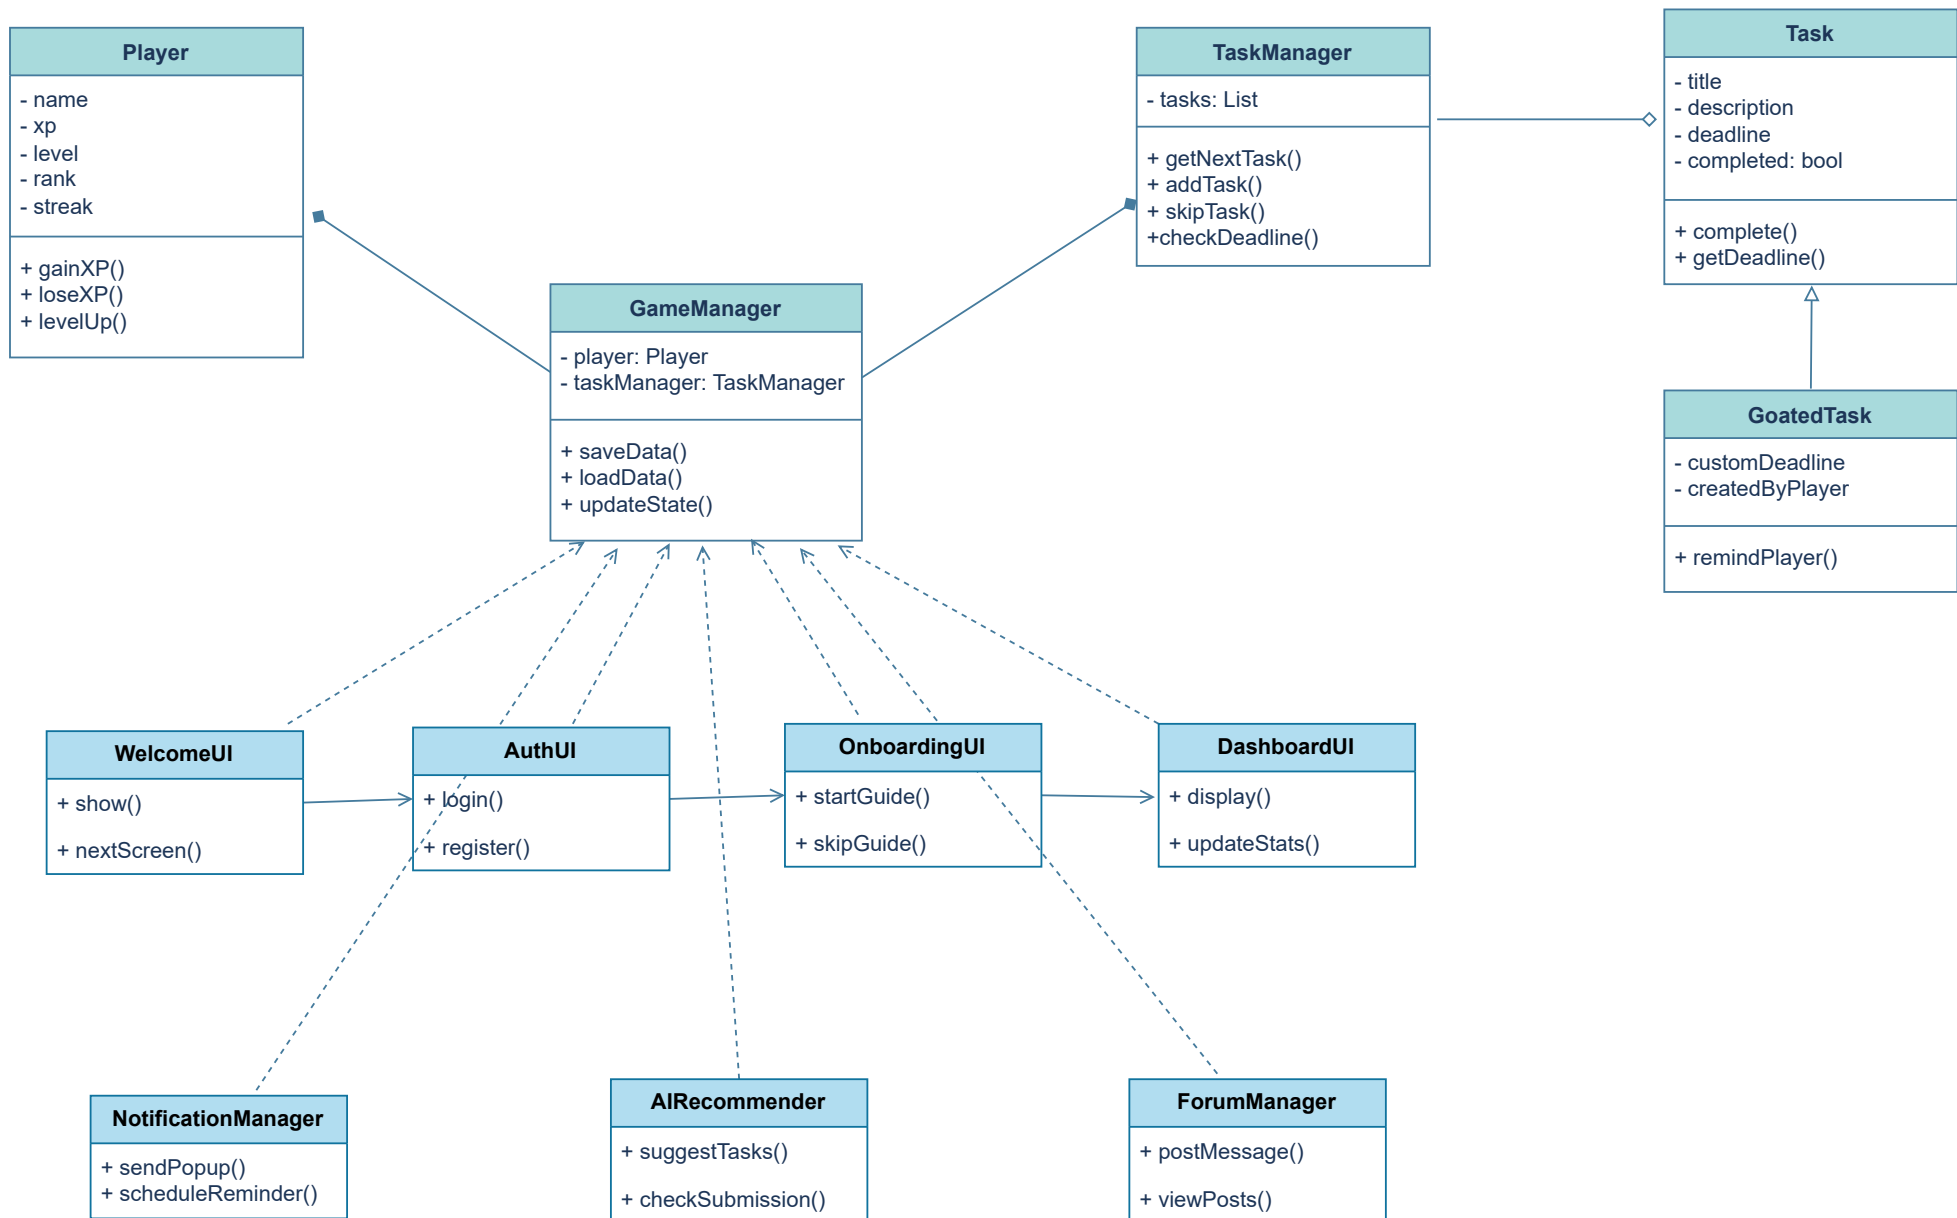 Player
- name
- xp
- level
- rank
- streak
+ gainXP()
+ loseXP()
+ levelUp()
TaskManager
- tasks: List
+ getNextTask()
+ addTask()
+ skipTask()
+checkDeadline()
Task
- title
- description
- deadline
- completed: bool
+ complete()
+ getDeadline()
GameManager
- player: Player
- taskManager: TaskManager
+ saveData()
+ loadData()
+ updateState()
GoatedTask
- customDeadline
- createdByPlayer
+ remindPlayer()
WelcomeUI
+ show()
+ nextScreen()
AuthUI
+ login()
+ register()
OnboardingUI
+ startGuide()
+ skipGuide()
DashboardUI
+ display()
+ updateStats()
NotificationManager
+ sendPopup()
+ scheduleReminder()
AIRecommender
+ suggestTasks()
+ checkSubmission()
ForumManager
+ postMessage()
+ viewPosts()